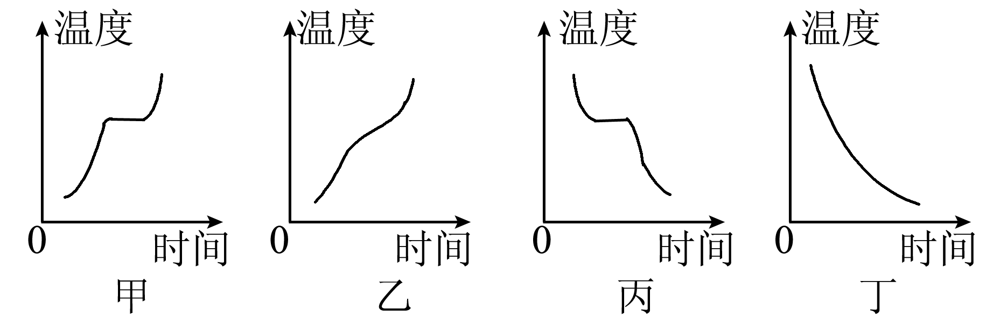 温度 温度 温度 温度
0 时间 0 时间 0 时间 0 时间
甲 乙 丙 丁